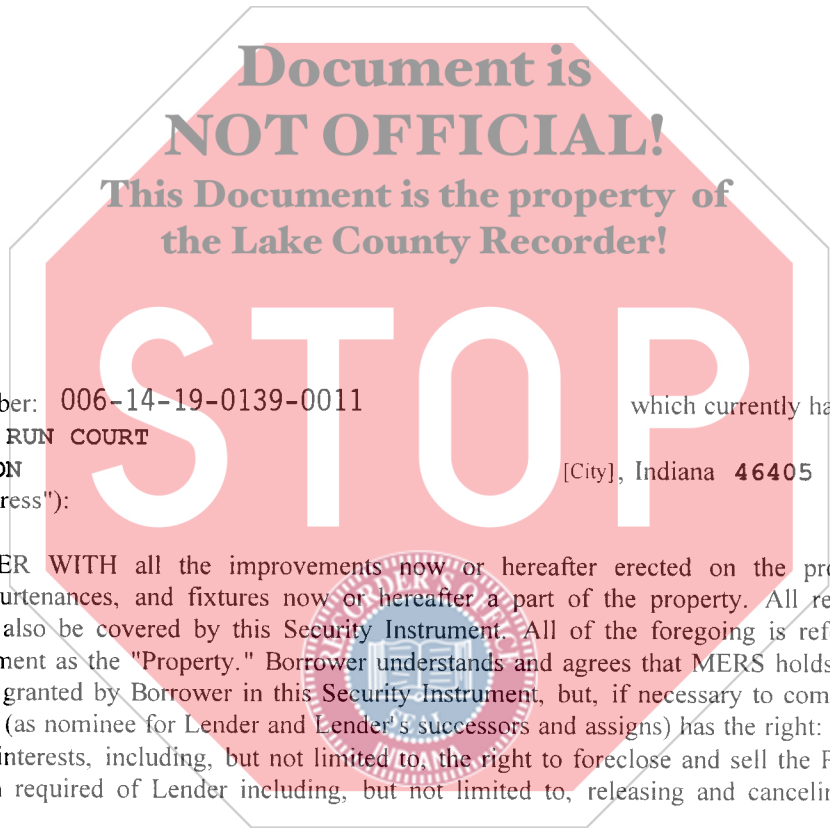 Document is
NOT OFFICIAL!
This Document is the property of
the Lake County Recorder!
STOP
ber: 006-14-19-0139-0011 which currently ha
RUN COURT
ON [City], Indiana 46405
ress"):
ER WITH all the improvements now or hereafter erected on the pro
urtenances, and fixtures now or hereafter a part of the property. All re
also be covered by this Security Instrument. All of the foregoing is ref
ment as the "Property." Borrower understands and agrees that MERS holds
granted by Borrower in this Security Instrument, but, if necessary to com
(as nominee for Lender and Lender's successors and assigns) has the right:
interests, including, but not limited to, the right to foreclose and sell the P
required of Lender including, but not limited to, releasing and cancelin
RECORDER'S OFFICE
SEAL
INDIANA